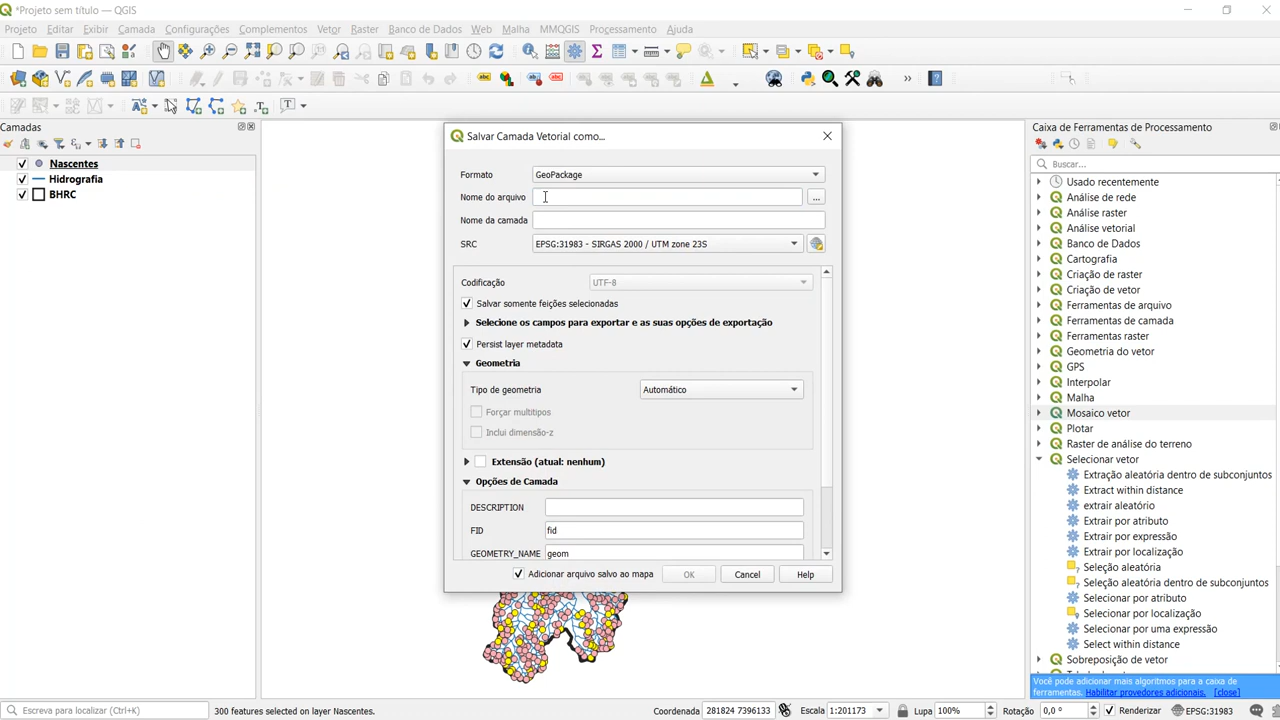 *Projeto sem título — QGIS
Projeto Editar Exibir Camada Configurações Complementos Vetor Raster Banco de Dados Web Malha MMQGIS Processamento Ajuda
Camadas
Nascentes
Hidrografia
BHRC
Salvar Camada Vetorial como...
Formato GeoPackage
Nome do arquivo ...
Nome da camada
SRC EPSG:31983 - SIRGAS 2000 / UTM zone 23S
Codificação UTF-8
Salvar somente feições selecionadas
Selecione os campos para exportar e as suas opções de exportação
Persist layer metadata
Geometria
Tipo de geometria Automático
Forçar multitipos
Inclui dimensão-z
Extensão (atual: nenhum)
Opções de Camada
DESCRIPTION
FID fid
GEOMETRY_NAME geom
Adicionar arquivo salvo ao mapa OK Cancel Help
Caixa de Ferramentas de Processamento
Buscar...
Usado recentemente
Análise de rede
Análise raster
Análise vetorial
Banco de Dados
Cartografia
Criação de raster
Criação de vetor
Ferramentas de arquivo
Ferramentas de camada
Ferramentas raster
Geometria do vetor
GPS
Interpolar
Malha
Mosaico vetor
Plotar
Raster de análise do terreno
Selecionar vetor
Extração aleatória dentro de subconjuntos
Extract within distance
extrair aleatório
Extrair por atributo
Extrair por expressão
Extrair por localização
Seleção aleatória
Seleção aleatória dentro de subconjuntos
Selecionar por atributo
Selecionar por localização
Selecionar por uma expressão
Select within distance
Sobreposição de vetor
Você pode adicionar mais algoritmos para a caixa de
ferramentas. Habilitar provedores adicionais. [close]
Escreva para localizar (Ctrl+K) 300 features selected on layer Nascentes. Coordenada 281824 7396133 Escala 1:201173 Lupa 100% Rotação 0,0 ° Renderizar EPSG:31983